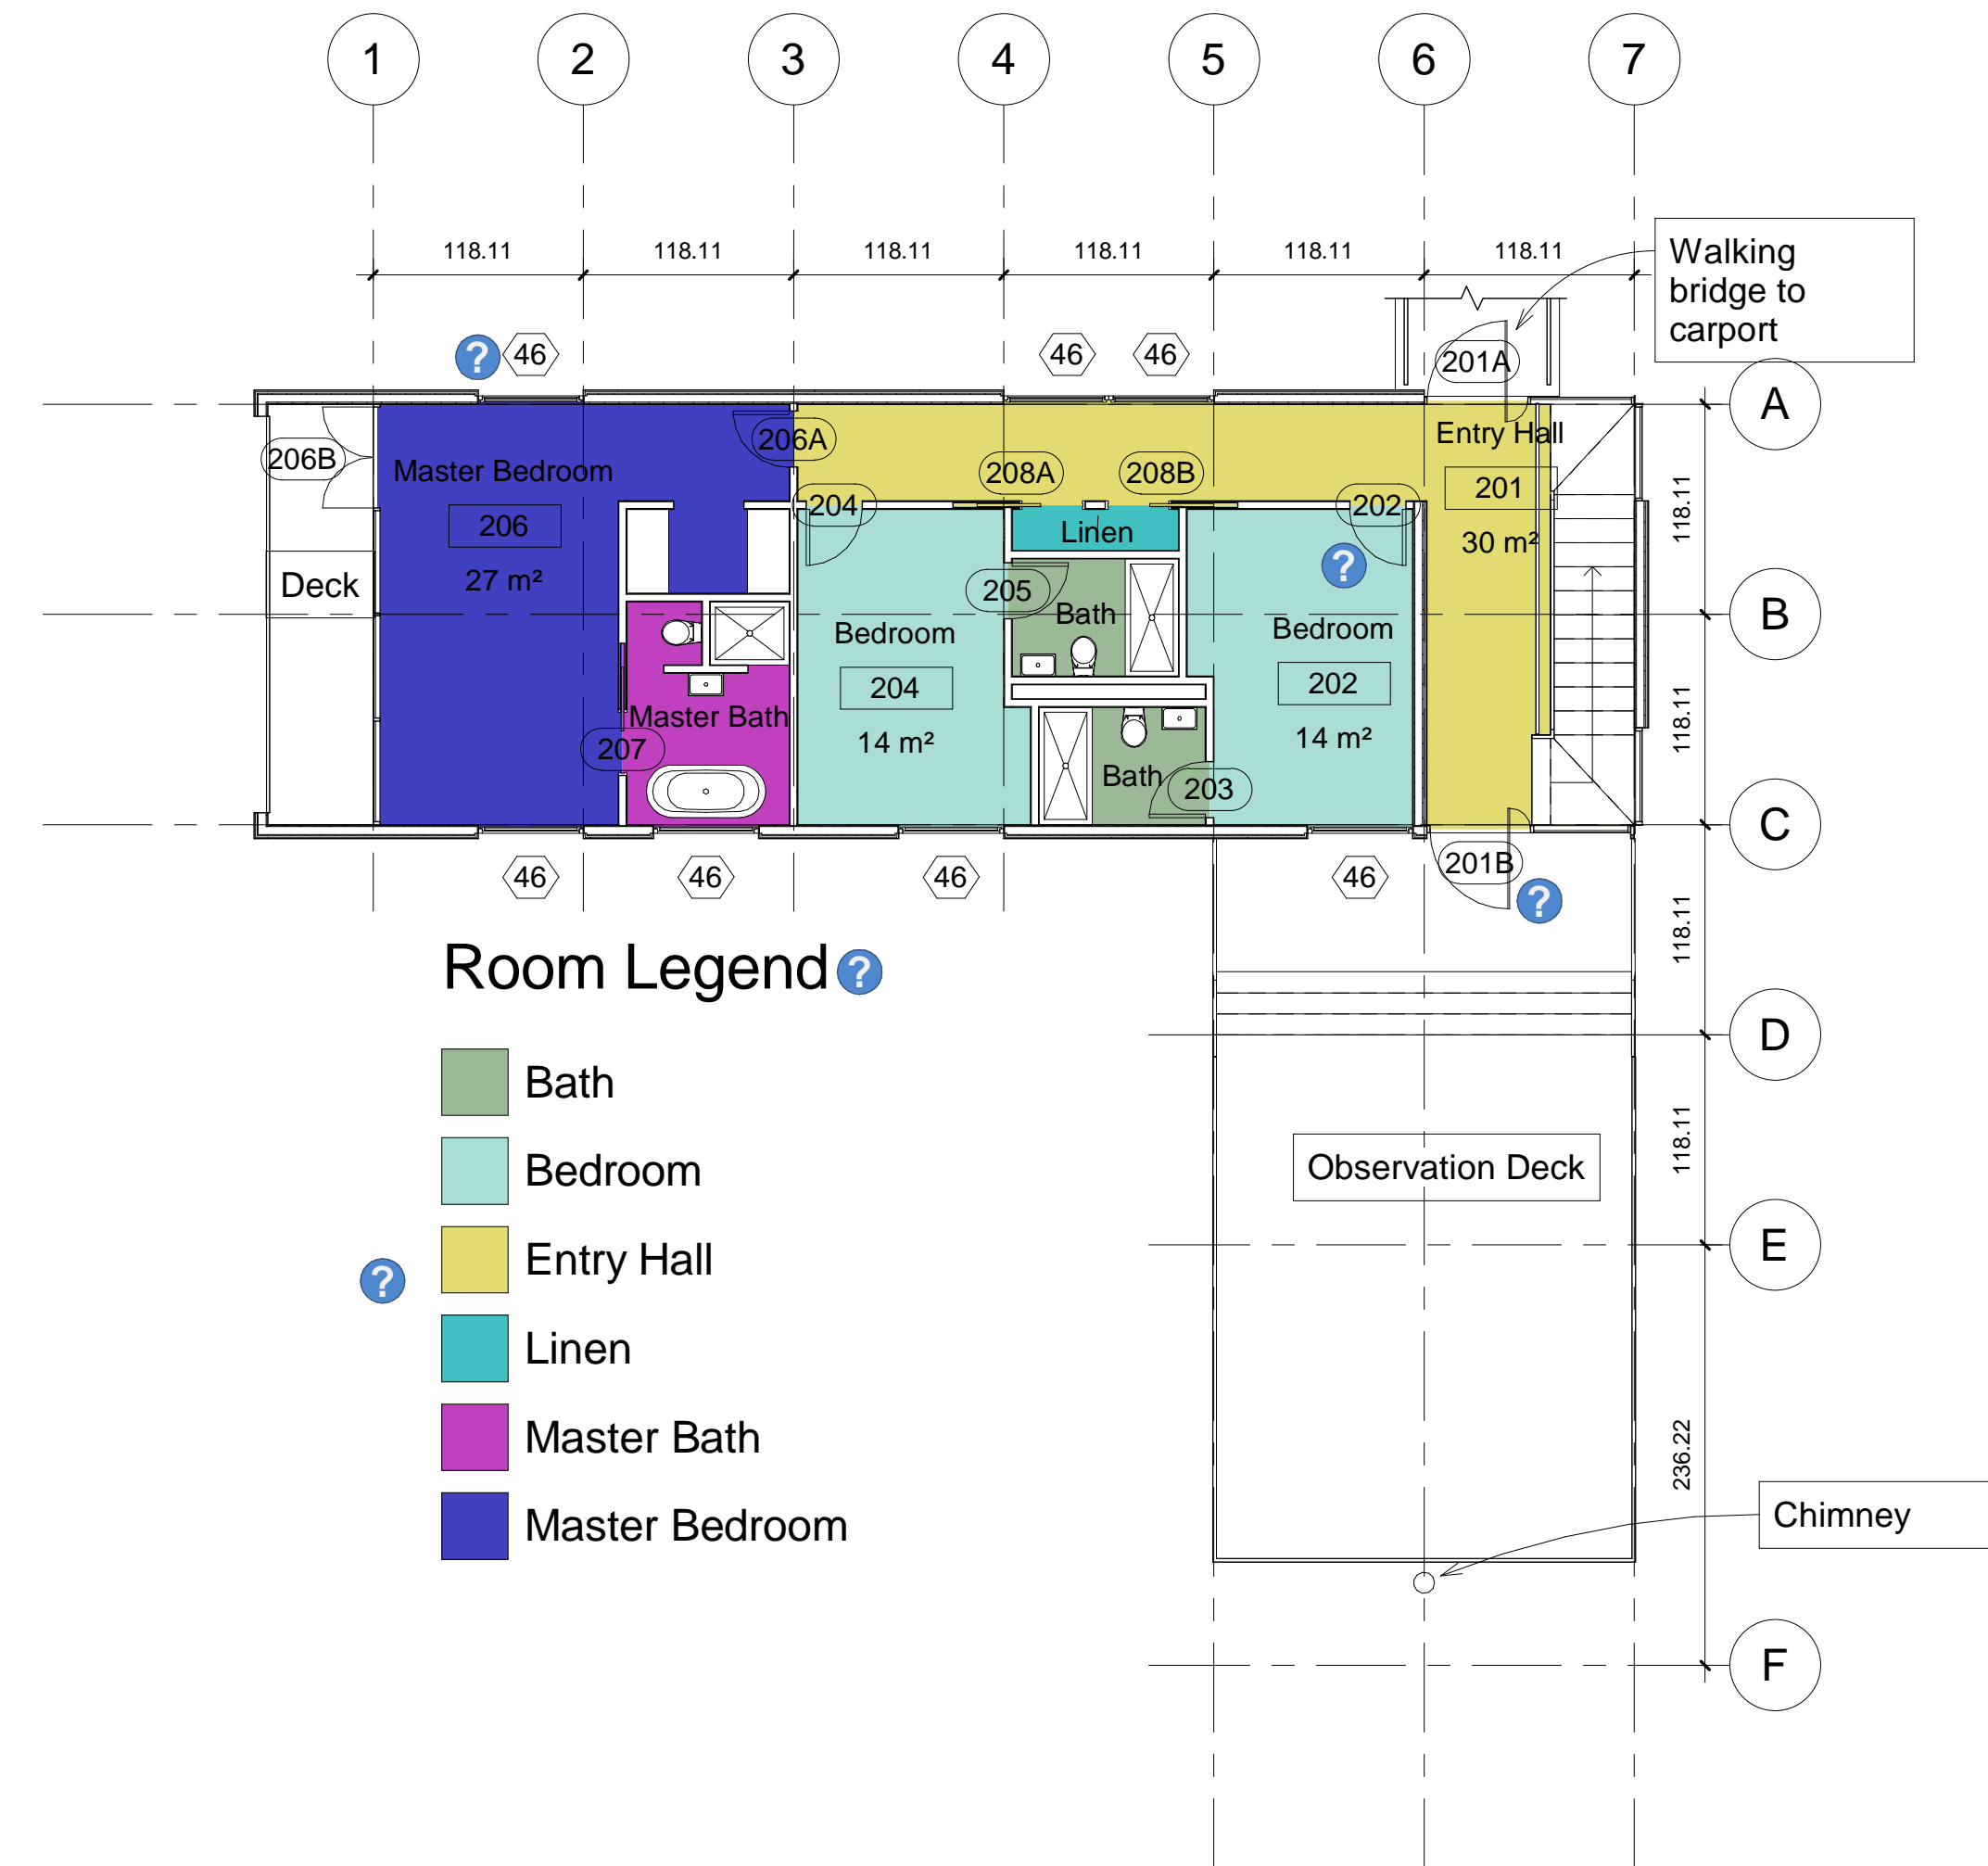 1
2
3
4
5
6
7
118.11
118.11
118.11
118.11
118.11
118.11
Walking
bridge to
carport
?
46
46
46
201A
A
206A
Entry Hall
206B
Master Bedroom
208A
208B
201
206
204
202
118.11
Linen
30 m²
?
27 m²
Deck
205
Bath
B
Bedroom
Bedroom
204
202
Master Bath
118.11
14 m²
14 m²
207
Bath
203
C
46
46
46
46
201B
?
118.11
Room Legend
?
D
Bath
118.11
Bedroom
Observation Deck
Entry Hall
E
?
Linen
Master Bath
236.22
Master Bedroom
Chimney
F